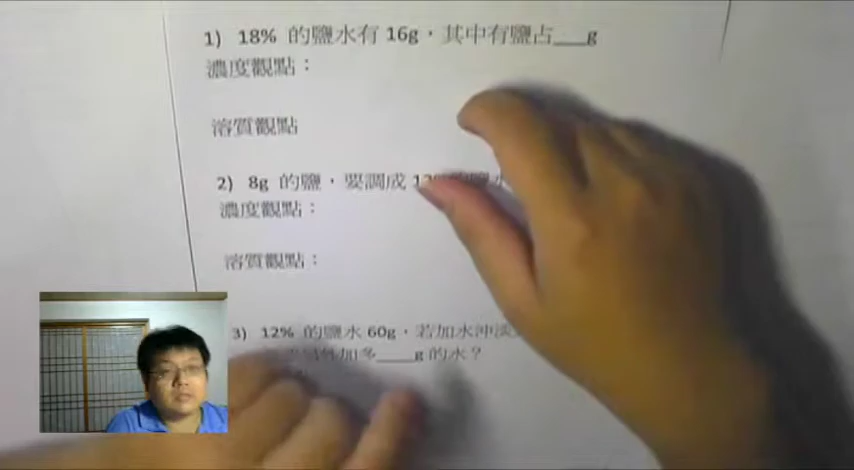 1) 18% 的鹽水有 16g，其中有鹽占___g
濃度觀點：
溶質觀點
2) 8g 的鹽，要調成
濃度觀點：
溶質觀點：
3) 12% 的鹽水 60g，若加水沖淡
加多____g 的水？